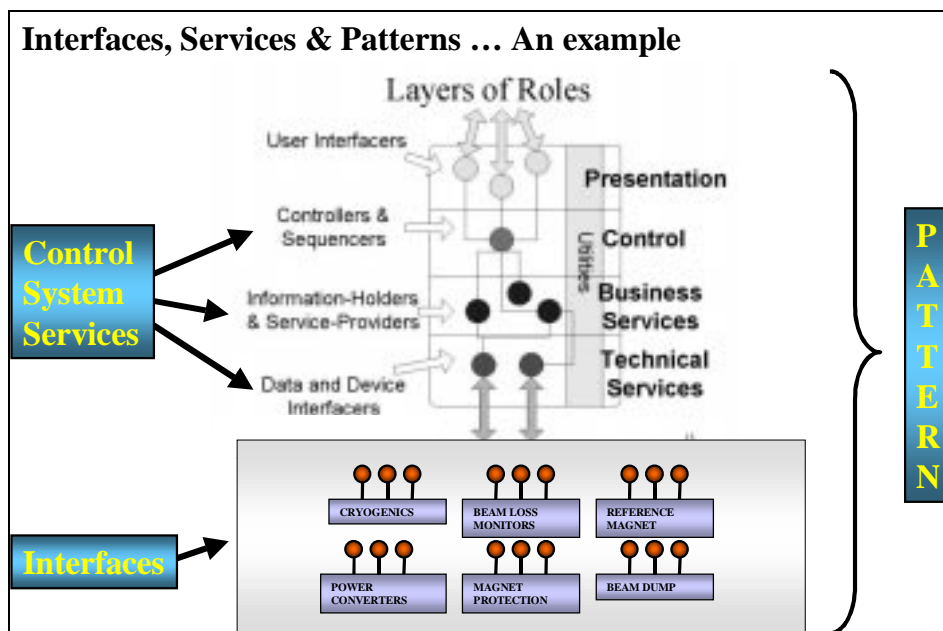 Interfaces, Services & Patterns … An example
Layers of Roles
User Interfacers
Presentation
Controllers &
Sequencers
Control
Utilities
Control
System
Services
Information-Holders
& Service-Providers
Business
Services
Data and Device
Interfacers
Technical
Services
P
A
T
T
E
R
N
Interfaces
CRYOGENICS
BEAM LOSS
MONITORS
REFERENCE
MAGNET
POWER
CONVERTERS
MAGNET
PROTECTION
BEAM DUMP